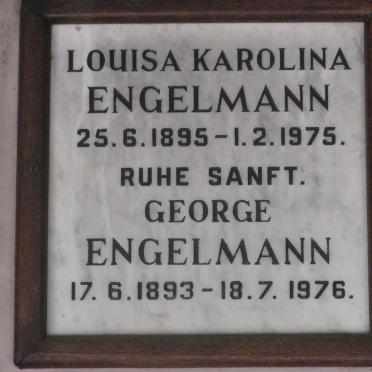 LOUISA KAROLINA
ENGELMANN
25.6.1895-1.2.1975.
RUHE SANFT.
GEORGE
ENGELMANN
17.6.1893-18.7.1976.